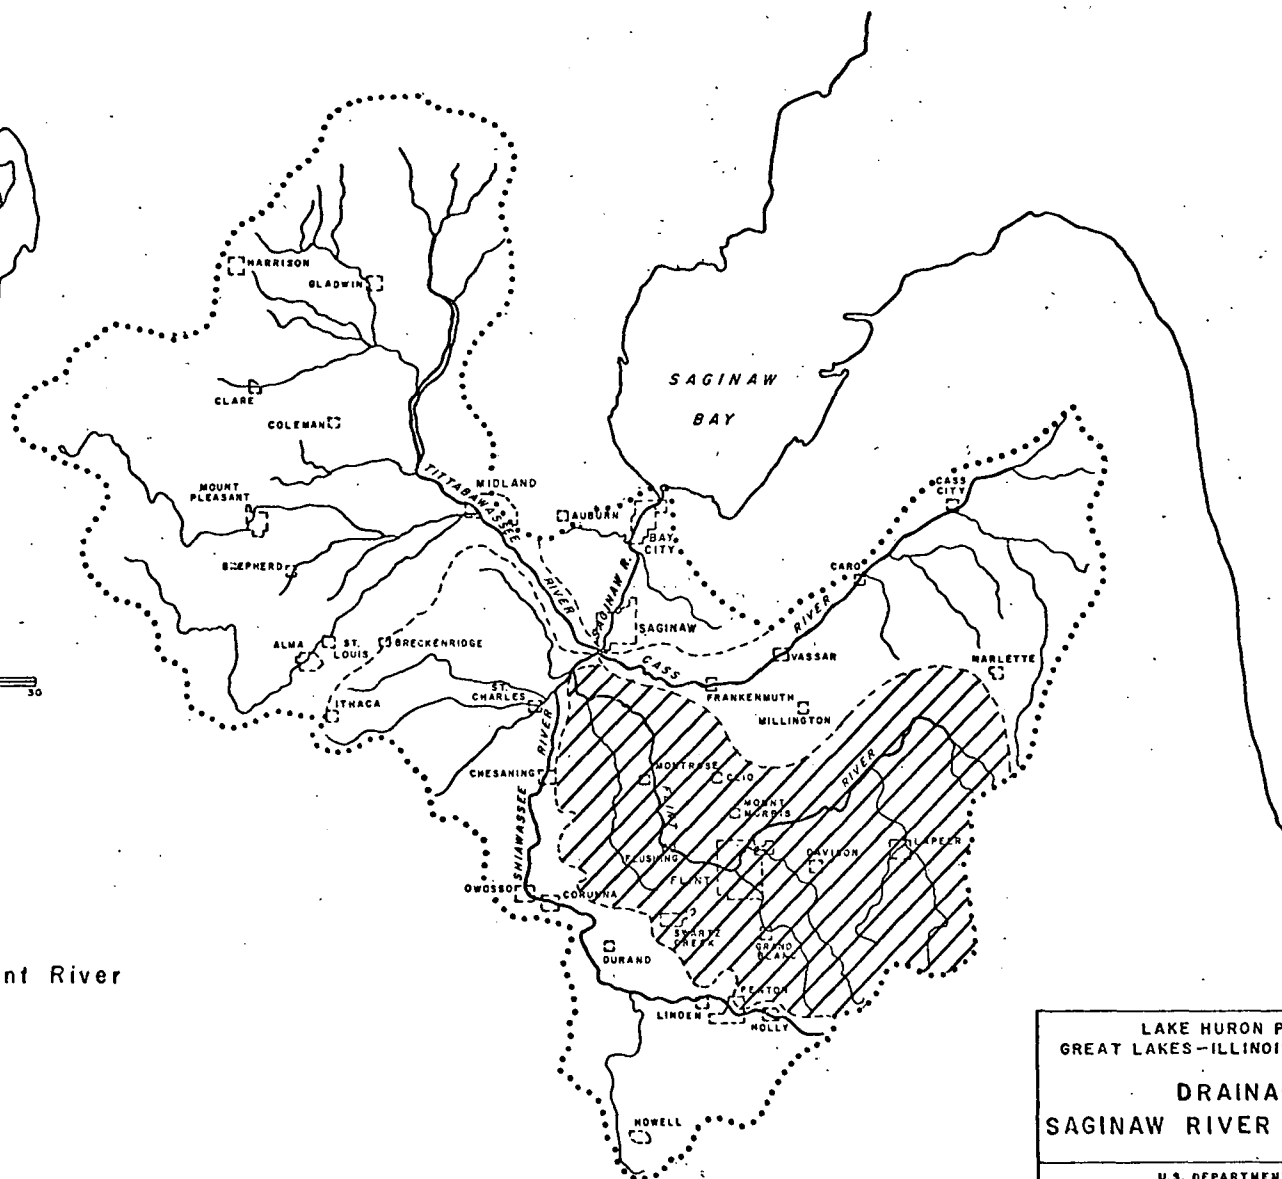 HARRISON
GLADWIN
SAGINAW
BAY
CLARE
COLEMAN
TITTABAWASSEE
RIVER
MIDLAND
MOUNT
PLEASANT
CASS
CITY
AUBURN
BAY
CITY
SHEPHERD
CARO
SAGINAW R.
RIVER
SAGINAW
ALMA
ST.
LOUIS
BRECKENRIDGE
CASS
VASSAR
MARLETTE
30
ITHACA
ST.
CHARLES
FRANKENMUTH
MILLINGTON
RIVER
RIVER
CHESANING
MONTROSE
CLIO
FLINT
MOUNT
MORRIS
SHIAWASSEE
FLUSHING
DAVISON
LAPEER
FLINT
OWOSSO
CORUNNA
SWARTZ
CREEK
GRAND
BLANC
DURAND
nt River
FENTON
LINDEN
HOLLY
HOWELL
LAKE HURON P
GREAT LAKES-ILLINOI
DRAINA
SAGINAW RIVER
U.S. DEPARTMEN